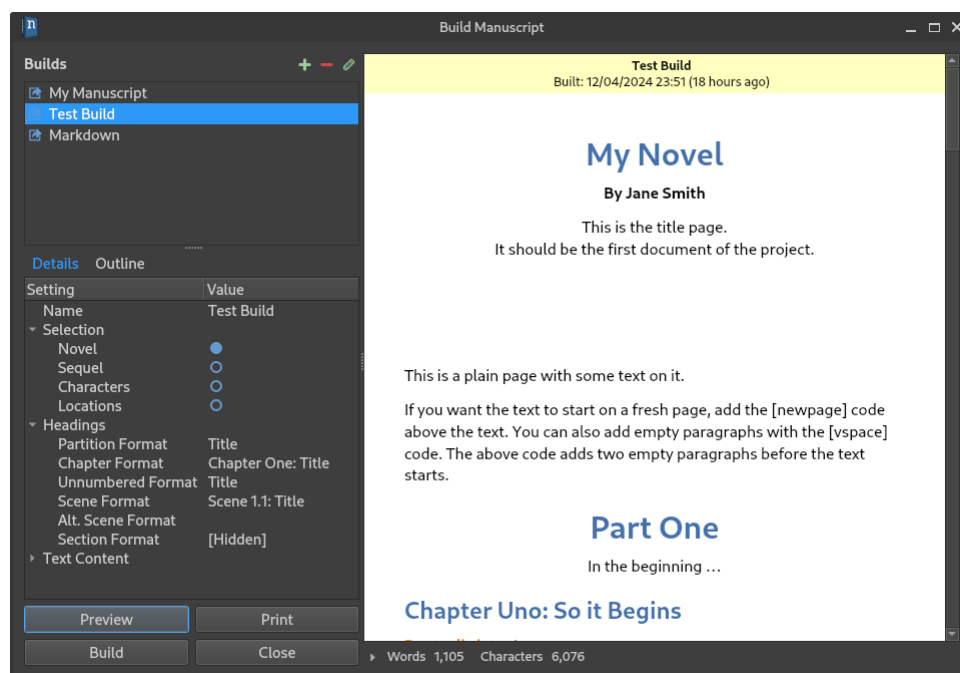 n
Build Manuscript
Builds
My Manuscript
Test Build
Markdown
Details Outline
Setting Value
Name Test Build
Selection
Novel
Sequel
Characters
Locations
Headings
Partition Format Title
Chapter Format Chapter One: Title
Unnumbered Format Title
Scene Format Scene 1.1: Title
Alt. Scene Format
Section Format [Hidden]
Text Content
Preview Print
Build Close
Test Build
Built: 12/04/2024 23:51 (18 hours ago)
My Novel
By Jane Smith
This is the title page.
It should be the first document of the project.
This is a plain page with some text on it.
If you want the text to start on a fresh page, add the [newpage] code
above the text. You can also add empty paragraphs with the [vspace]
code. The above code adds two empty paragraphs before the text
starts.
Part One
In the beginning …
Chapter Uno: So it Begins
Words 1,105 Characters 6,076